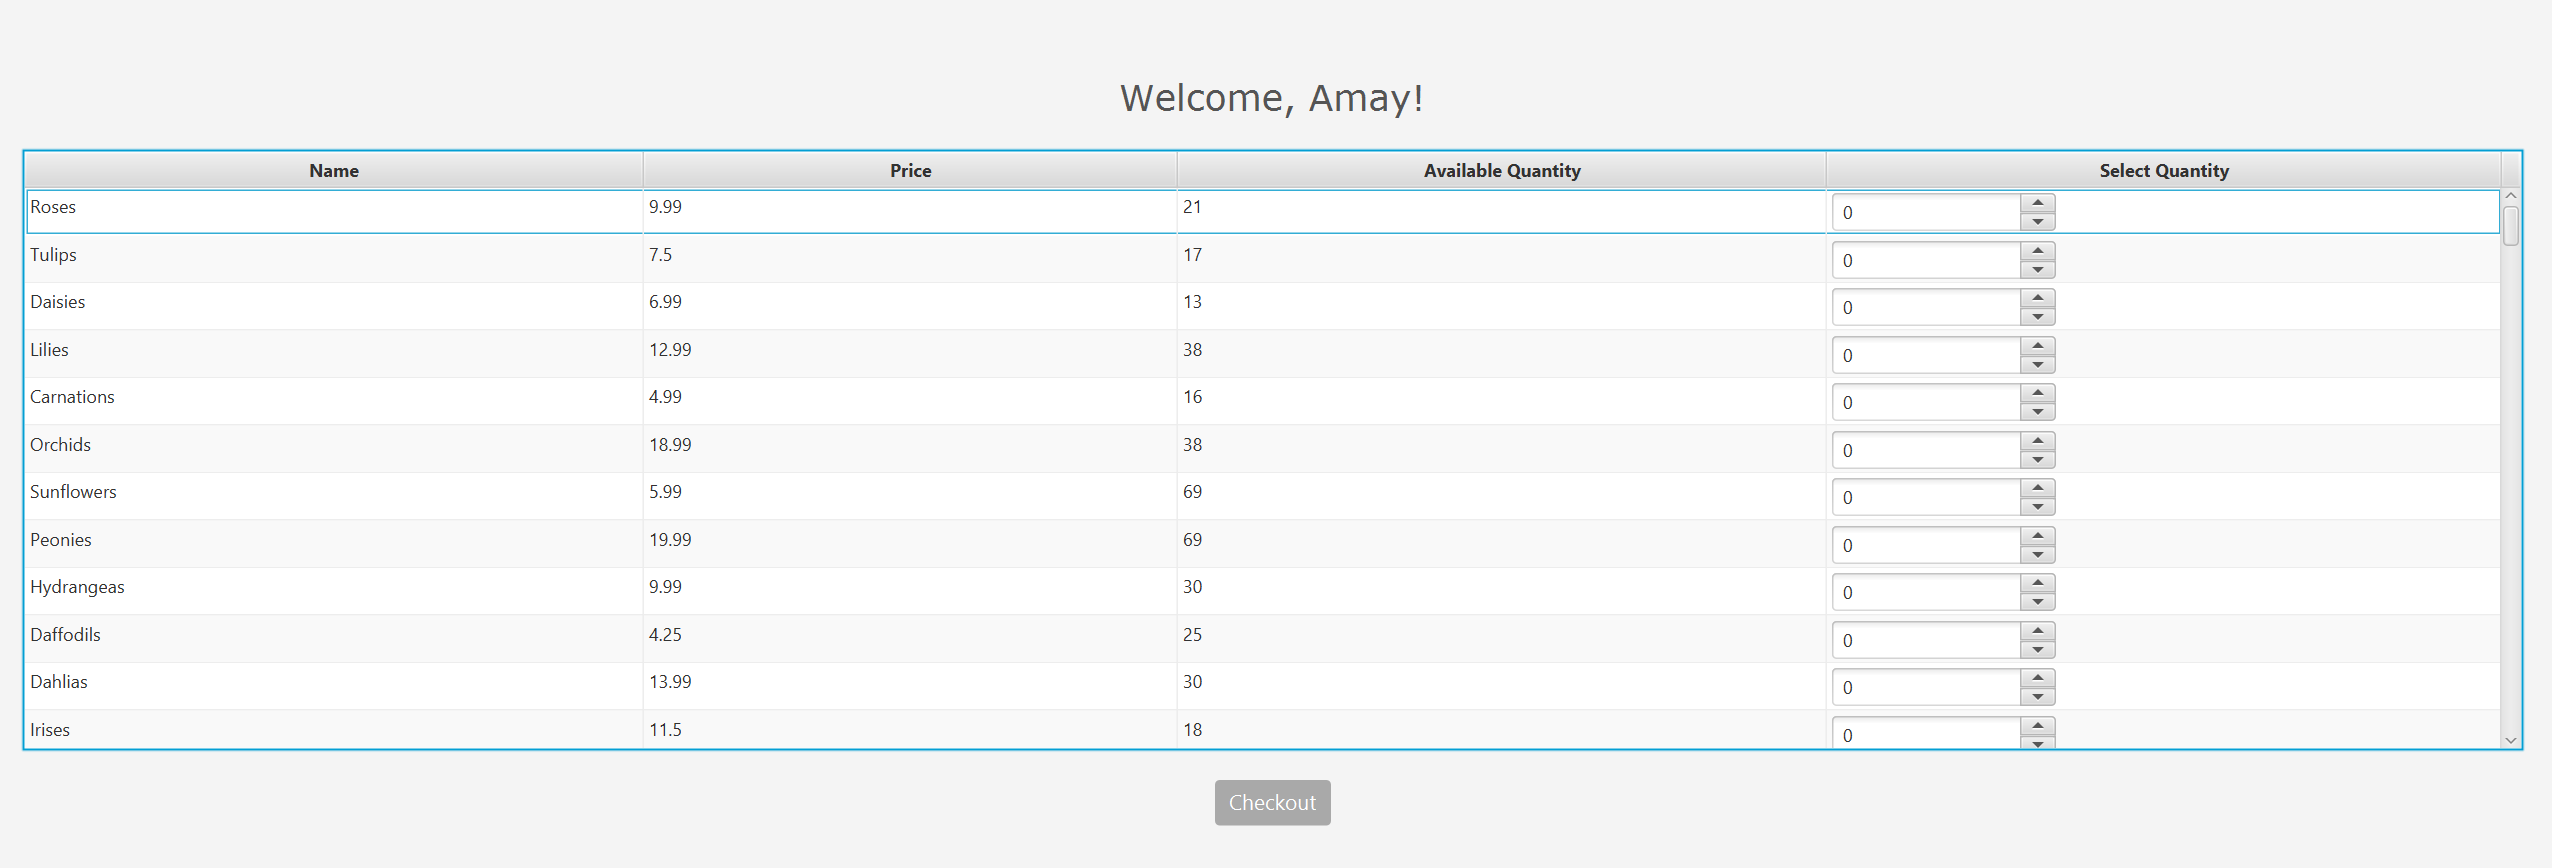 Welcome, Amay!
Name Price Available Quantity Select Quantity
Roses 9.99 21 0
Tulips 7.5 17 0
Daisies 6.99 13 0
Lilies 12.99 38 0
Carnations 4.99 16 0
Orchids 18.99 38 0
Sunflowers 5.99 69 0
Peonies 19.99 69 0
Hydrangeas 9.99 30 0
Daffodils 4.25 25 0
Dahlias 13.99 30 0
Irises 11.5 18 0
Checkout